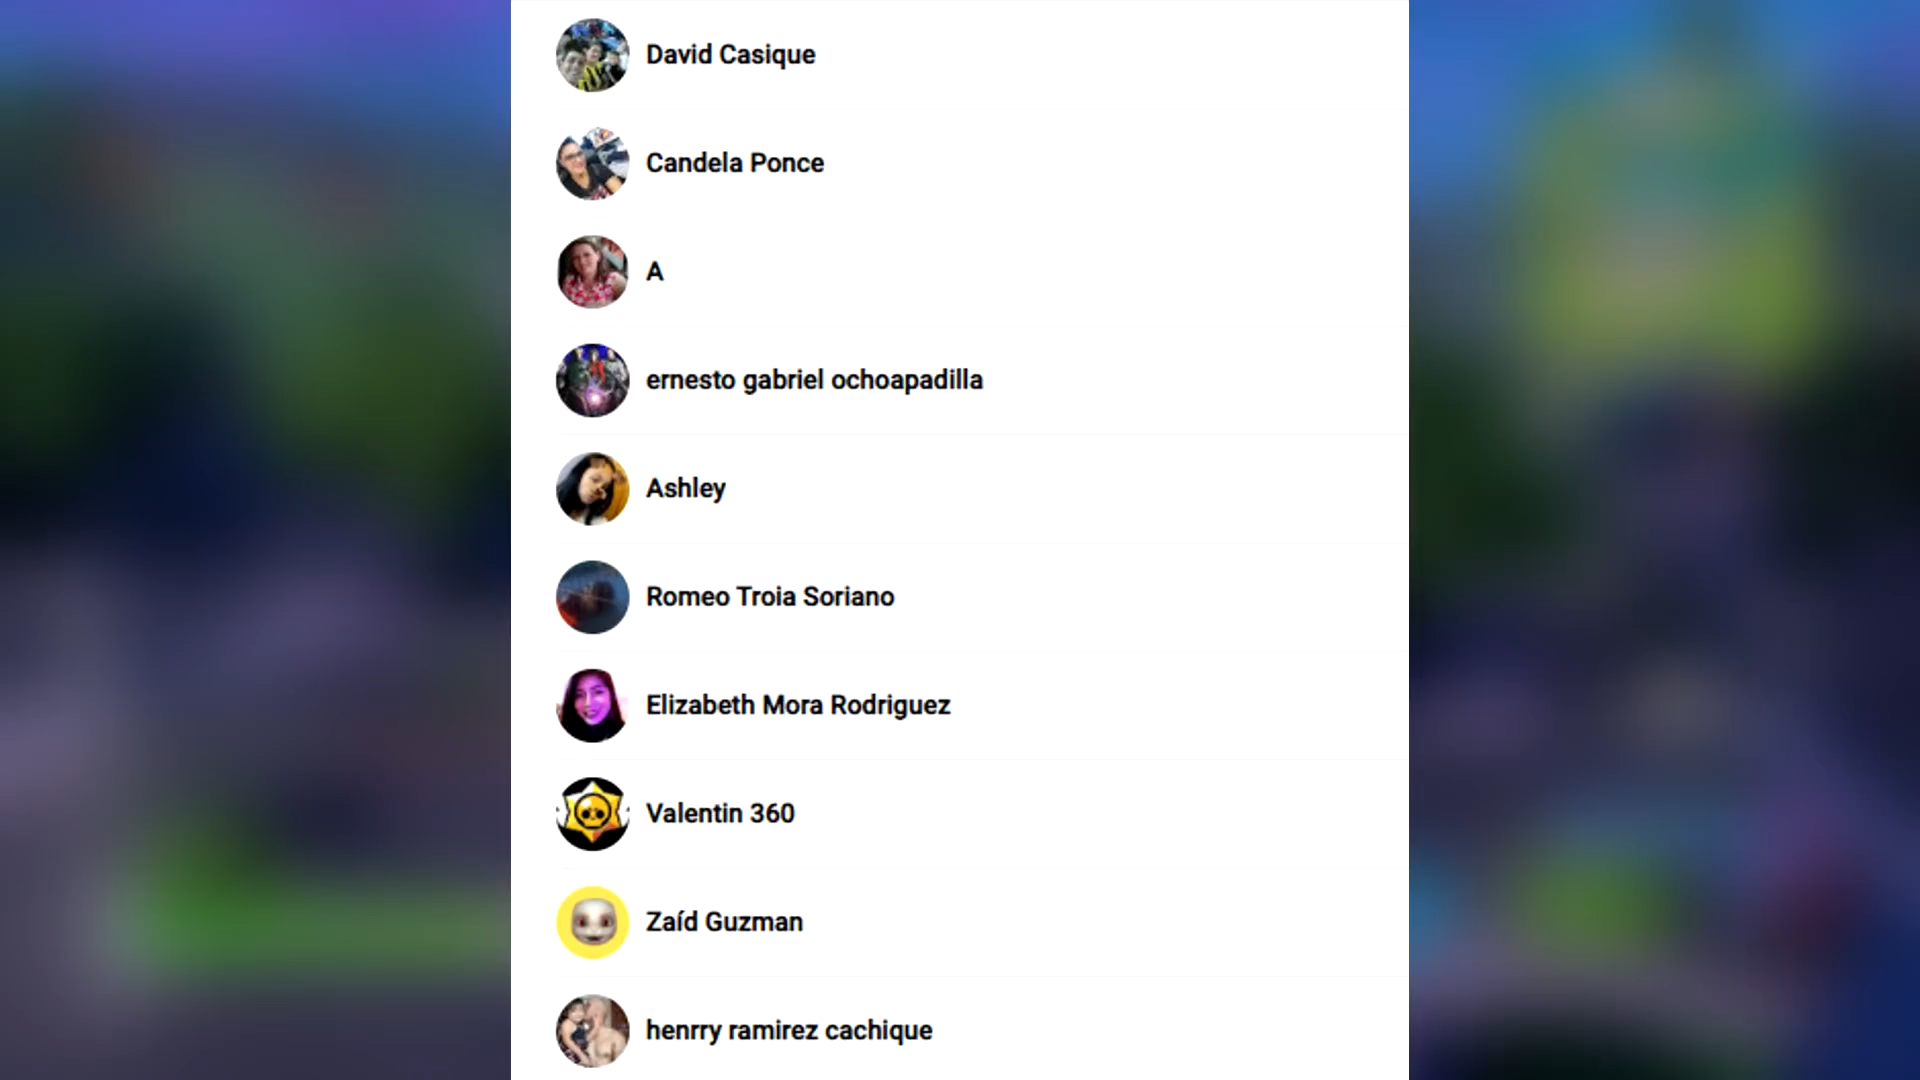 David Casique
Candela Ponce
A
ernesto gabriel ochoapadilla
Ashley
Romeo Troia Soriano
Elizabeth Mora Rodriguez
Valentin 360
Zaíd Guzman
henrry ramirez cachique